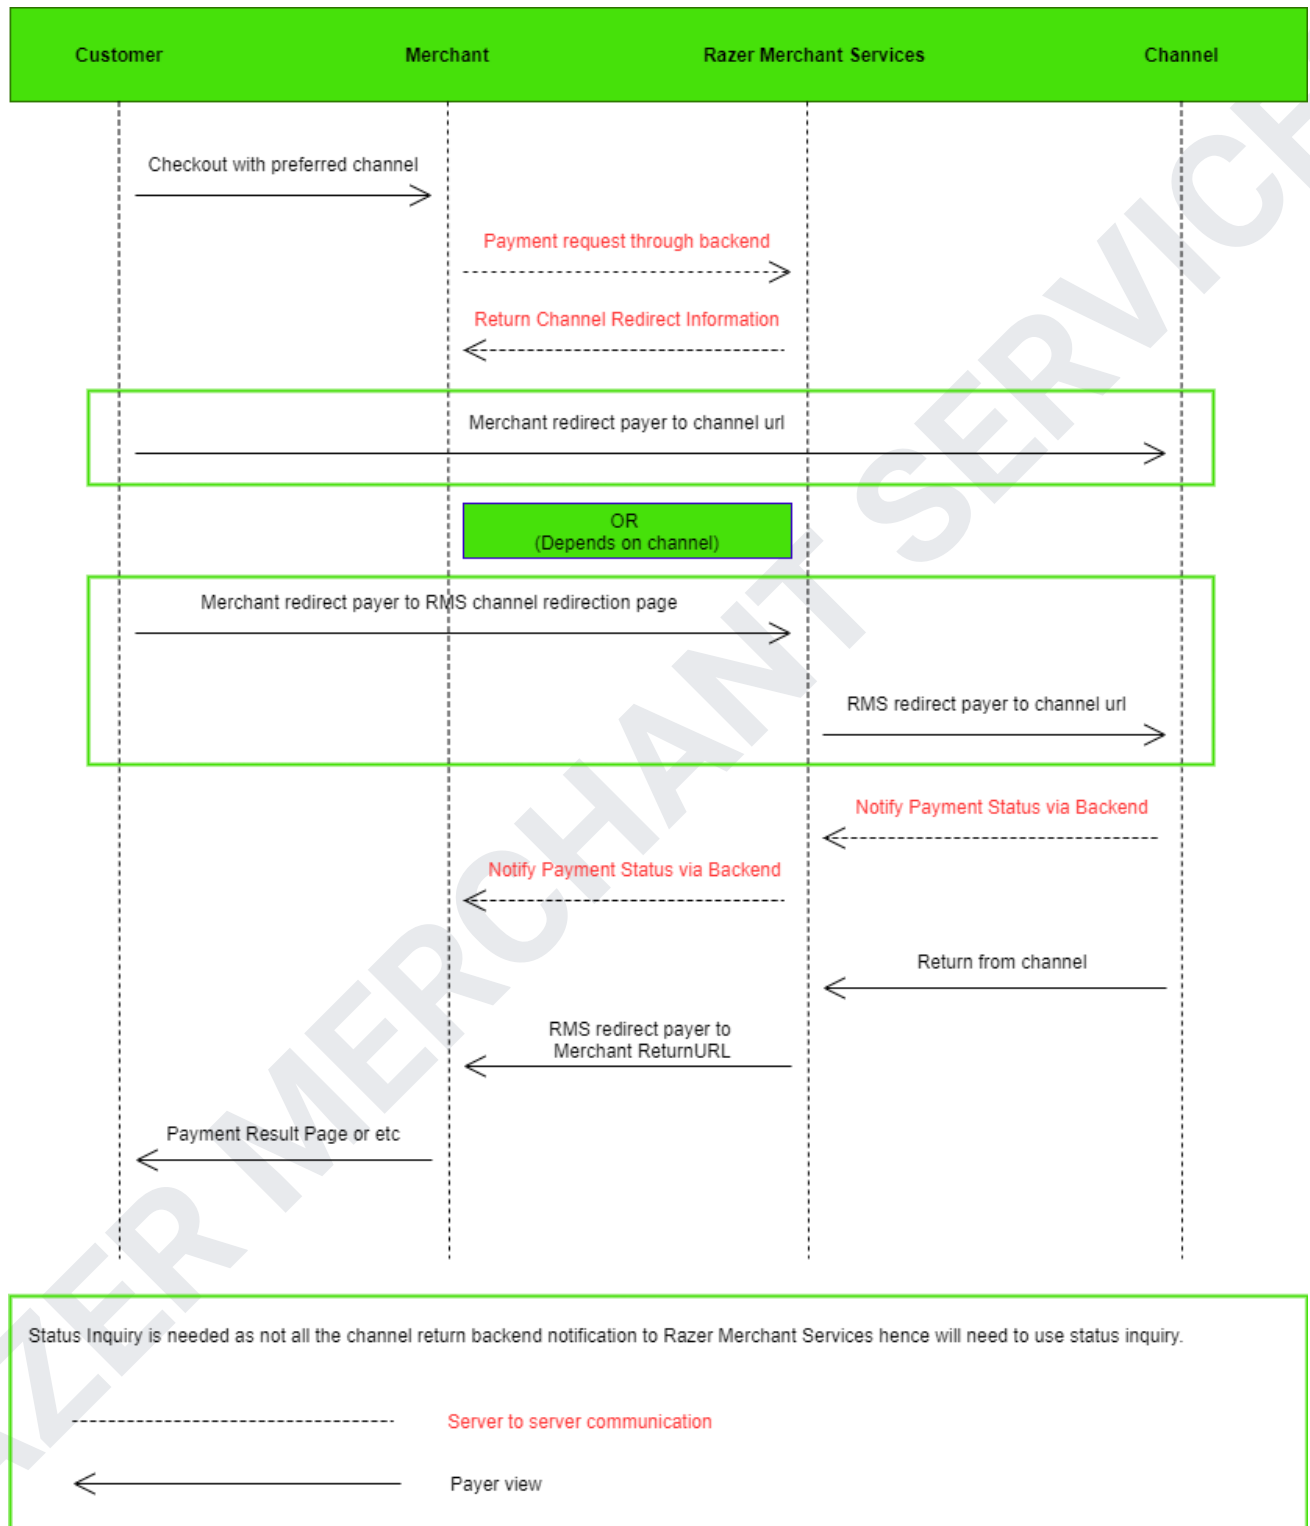 Customer
Merchant
Razer Merchant Services
Channel
Checkout with preferred channel
Payment request through backend
Return Channel Redirect Information
Merchant redirect payer to channel url
OR
(Depends on channel)
Merchant redirect payer to RMS channel redirection page
RMS redirect payer to channel url
Notify Payment Status via Backend
Notify Payment Status via Backend
Return from channel
RMS redirect payer to
Merchant ReturnURL
Payment Result Page or etc
Status Inquiry is needed as not all the channel return backend notification to Razer Merchant Services hence will need to use status inquiry.
Server to server communication
Payer view
AZER MERCHANT SERVIC